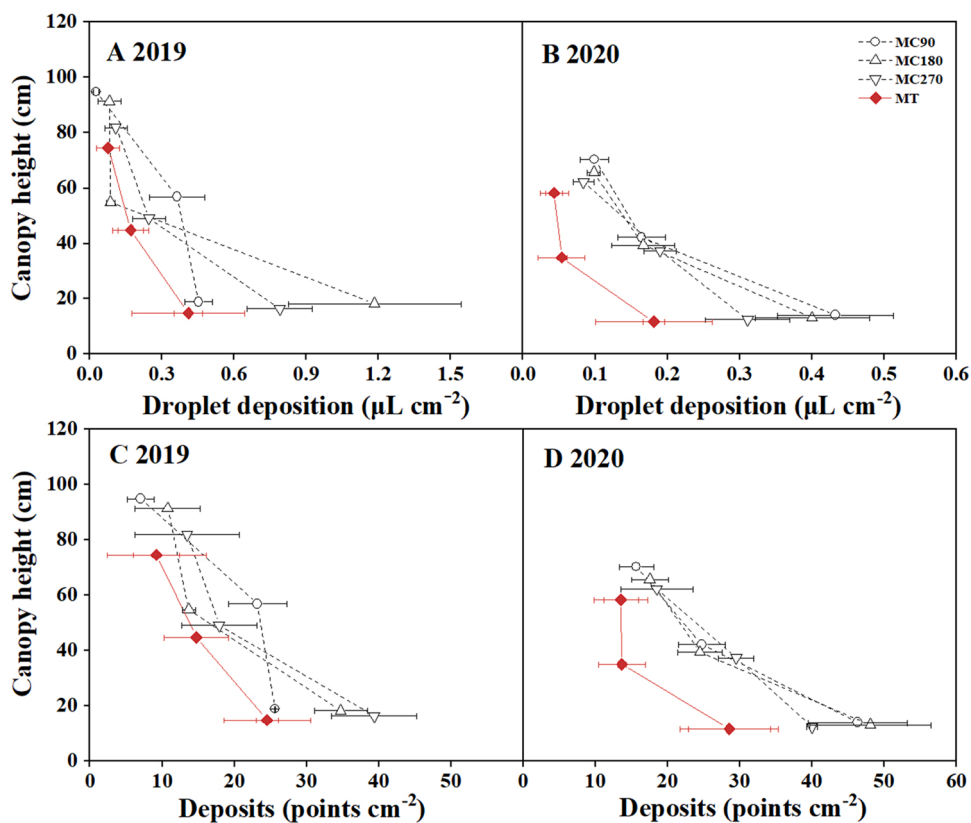 A 2019
B 2020
MC90
MC180
MC270
MT
Canopy height (cm)
120
100
80
60
40
20
0
0.0 0.3 0.6 0.9 1.2 1.5
0.0 0.1 0.2 0.3 0.4 0.5 0.6
Droplet deposition (μL cm⁻²)
Droplet deposition (μL cm⁻²)
C 2019
D 2020
Canopy height (cm)
120
100
80
60
40
20
0
0 10 20 30 40 50
10 20 30 40 50 60
Deposits (points cm⁻²)
Deposits (points cm⁻²)